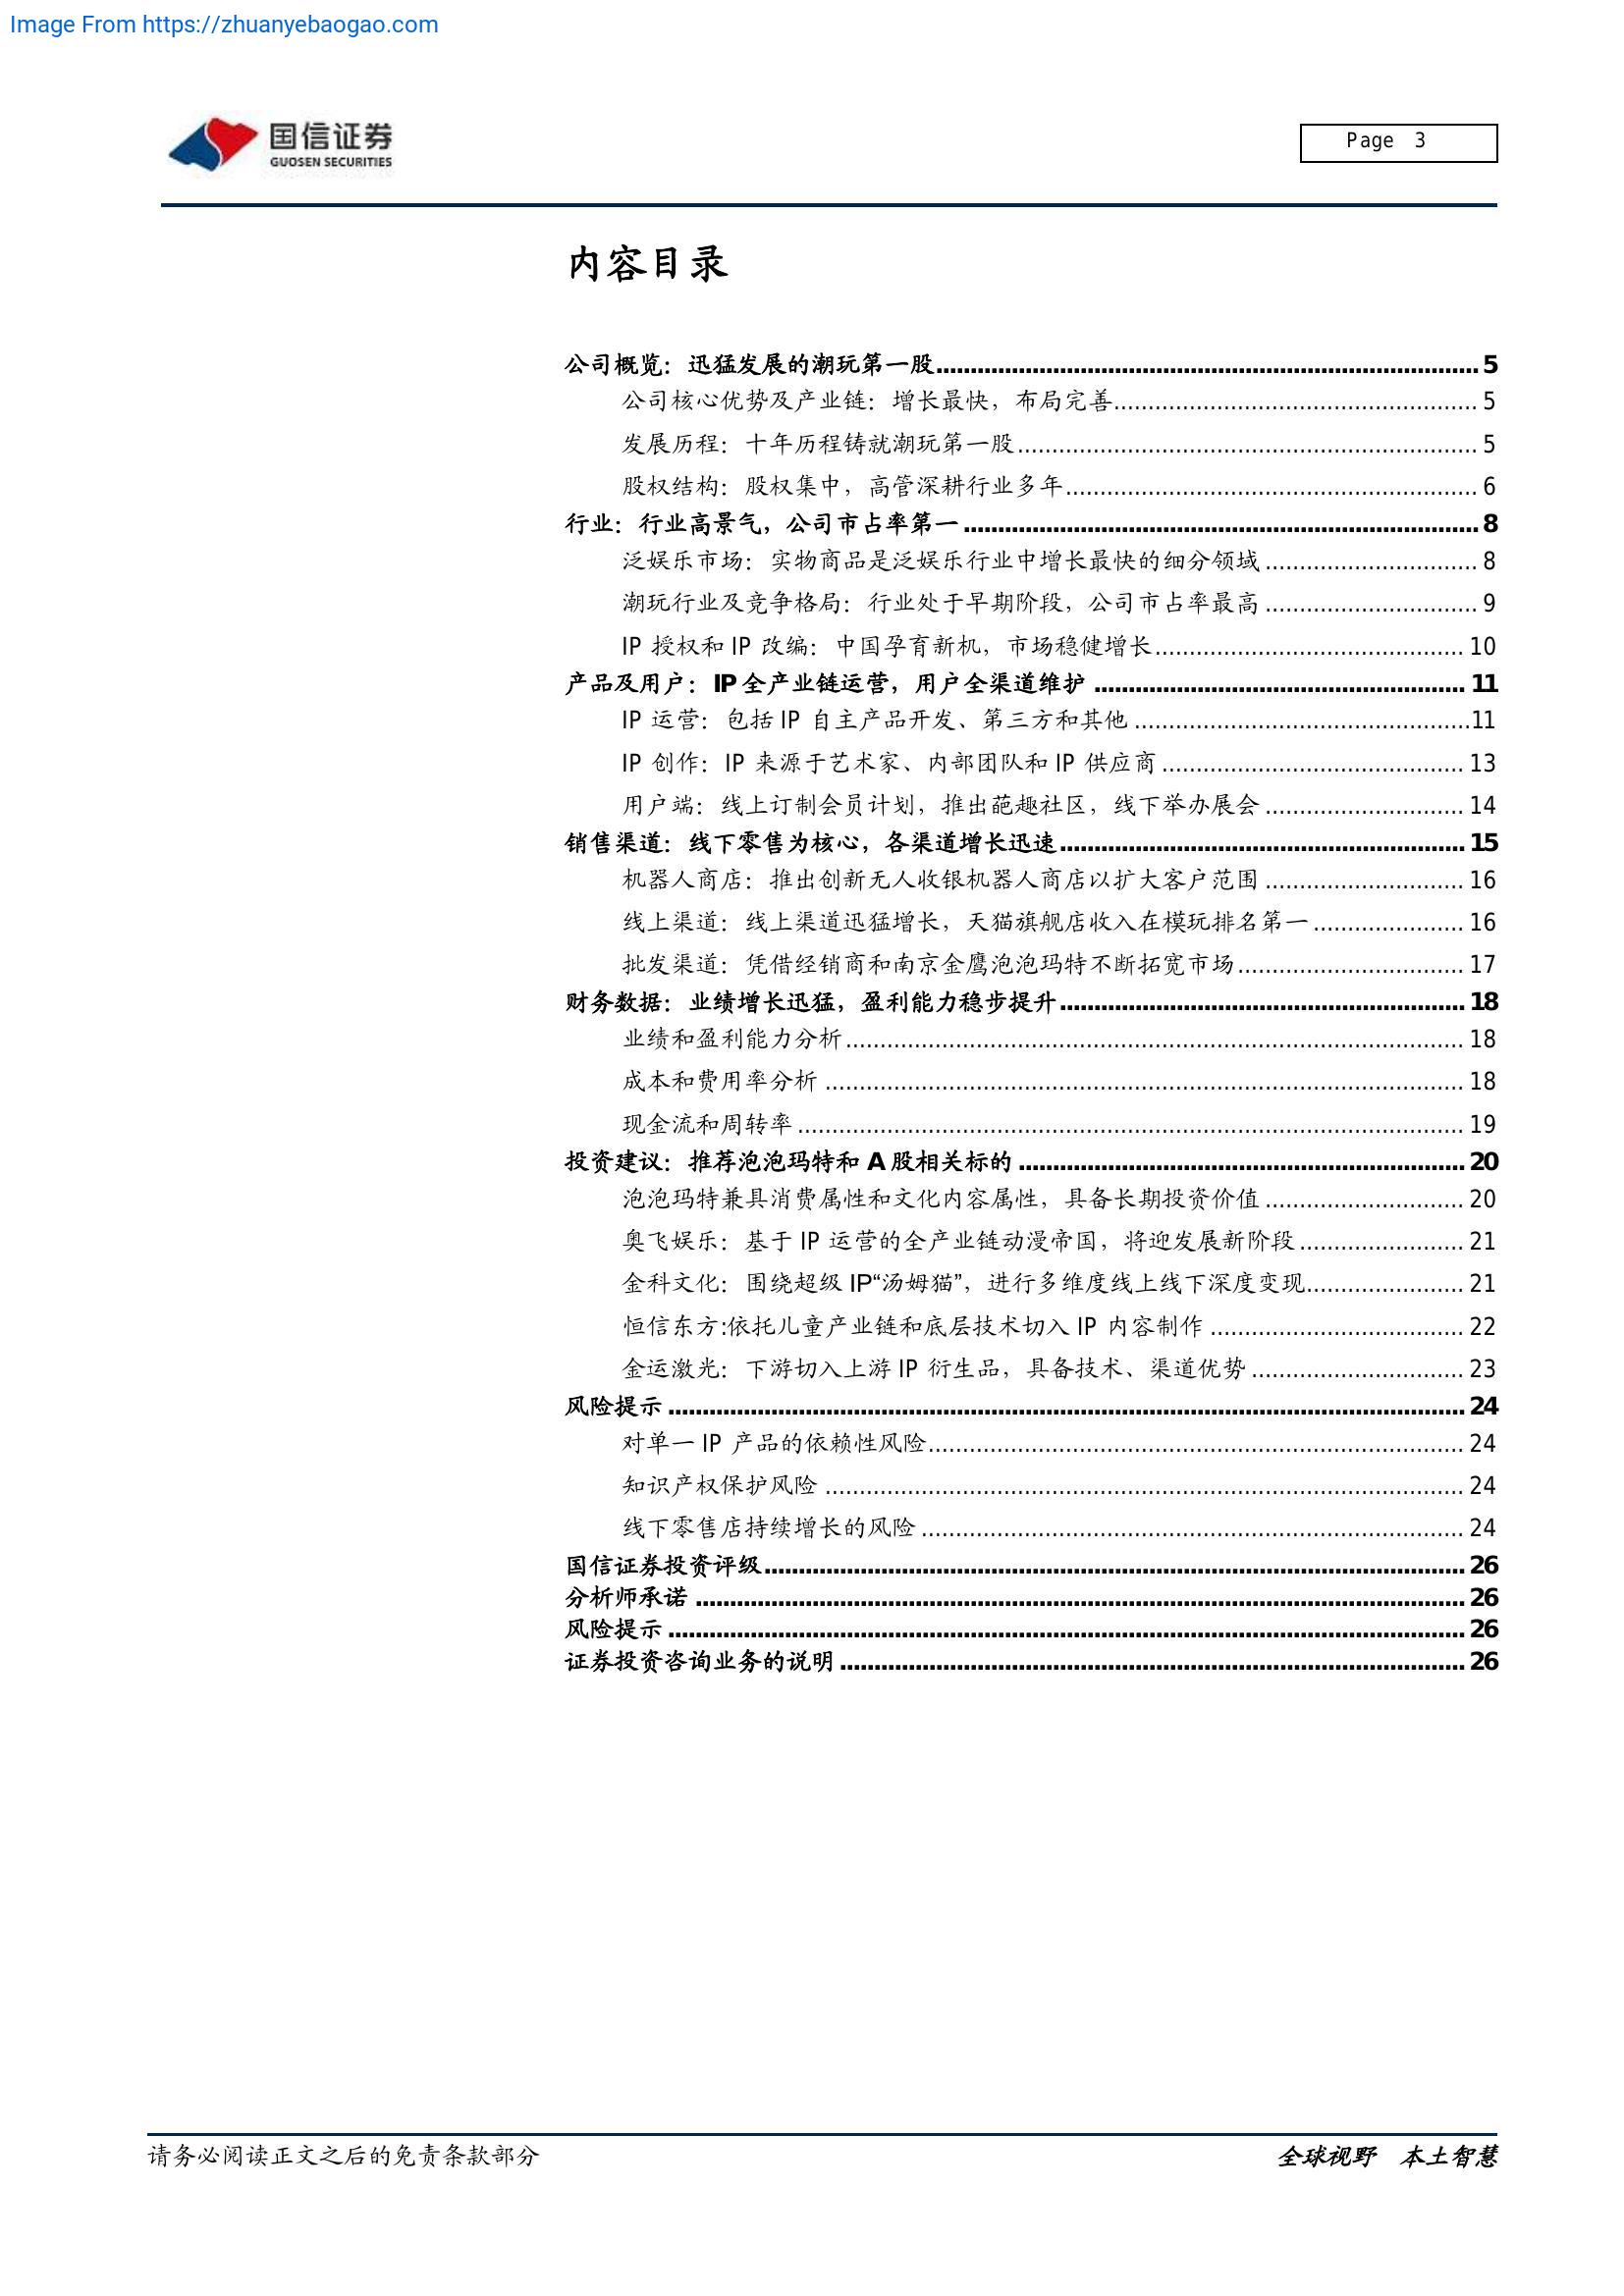 Image From https://zhuanyebaogao.com
国信证券
GUOSEN SECURITIES
Page 3
内容目录
公司概览：迅猛发展的潮玩第一股 5
公司核心优势及产业链：增长最快，布局完善 5
发展历程：十年历程铸就潮玩第一股 5
股权结构：股权集中，高管深耕行业多年 6
行业：行业高景气，公司市占率第一 8
泛娱乐市场：实物商品是泛娱乐行业中增长最快的细分领域 8
潮玩行业及竞争格局：行业处于早期阶段，公司市占率最高 9
IP 授权和 IP 改编：中国孕育新机，市场稳健增长 10
产品及用户：IP 全产业链运营，用户全渠道维护 11
IP 运营：包括 IP 自主产品开发、第三方和其他 11
IP 创作：IP 来源于艺术家、内部团队和 IP 供应商 13
用户端：线上订制会员计划，推出葩趣社区，线下举办展会 14
销售渠道：线下零售为核心，各渠道增长迅速 15
机器人商店：推出创新无人收银机器人商店以扩大客户范围 16
线上渠道：线上渠道迅猛增长，天猫旗舰店收入在模玩排名第一 16
批发渠道：凭借经销商和南京金鹰泡泡玛特不断拓宽市场 17
财务数据：业绩增长迅猛，盈利能力稳步提升 18
业绩和盈利能力分析 18
成本和费用率分析 18
现金流和周转率 19
投资建议：推荐泡泡玛特和 A 股相关标的 20
泡泡玛特兼具消费属性和文化内容属性，具备长期投资价值 20
奥飞娱乐：基于 IP 运营的全产业链动漫帝国，将迎发展新阶段 21
金科文化：围绕超级 IP“汤姆猫”，进行多维度线上线下深度变现 21
恒信东方:依托儿童产业链和底层技术切入 IP 内容制作 22
金运激光：下游切入上游 IP 衍生品，具备技术、渠道优势 23
风险提示 24
对单一 IP 产品的依赖性风险 24
知识产权保护风险 24
线下零售店持续增长的风险 24
国信证券投资评级 26
分析师承诺 26
风险提示 26
证券投资咨询业务的说明 26
请务必阅读正文之后的免责条款部分
全球视野 本土智慧